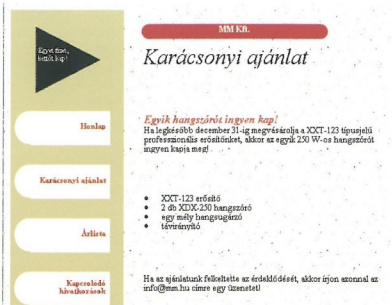 Egyet fizet,
kettőt kap!
MM Kft.
Karácsonyi ajánlat
Honlap
Karácsonyi ajánlat
Árlista
Kapcsolódó
hivatkozások
Egyik hangszórót ingyen kap!
Ha legkésőbb december 31-ig megvásárolja a XXT-123 típusjelű
professzionális erősítőnket, akkor az egyik 250 W-os hangszórót
ingyen kapja meg!
• XXT-123 erősítő
• 2 db XDX-250 hangszóró
• egy mély hangsugárzó
• távirányító
Ha az ajánlatunk felkeltette az érdeklődését, akkor írjon azonnal az
info@mm.hu címre egy üzenetet!